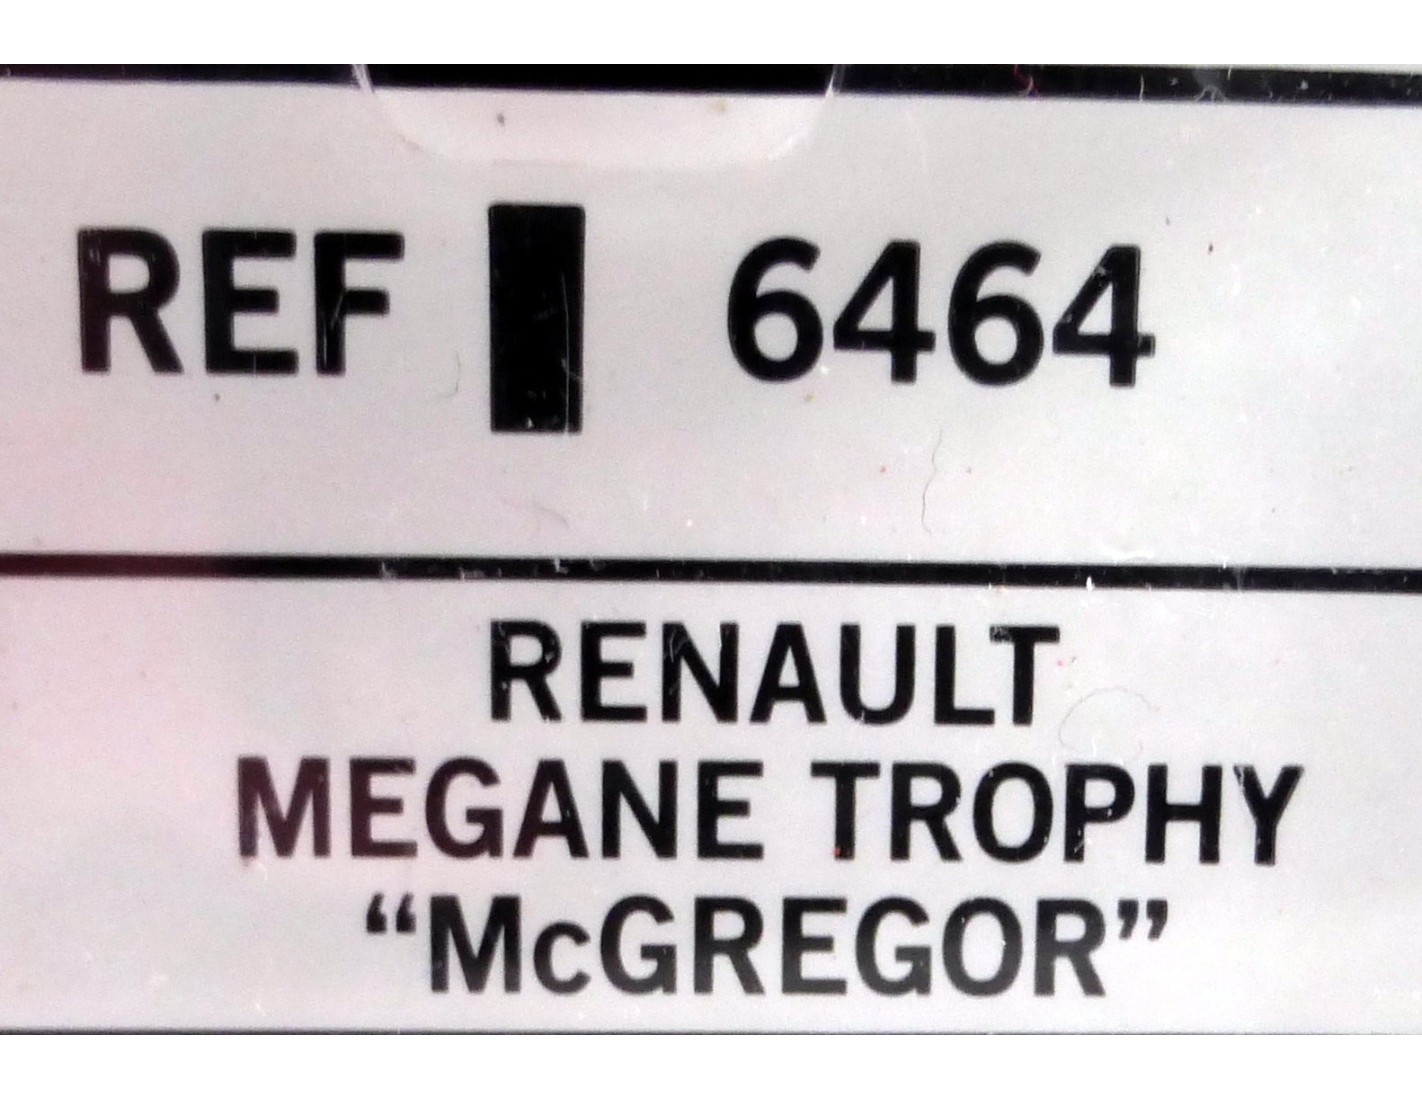 REF 6464
RENAULT
MEGANE TROPHY
“McGREGOR”